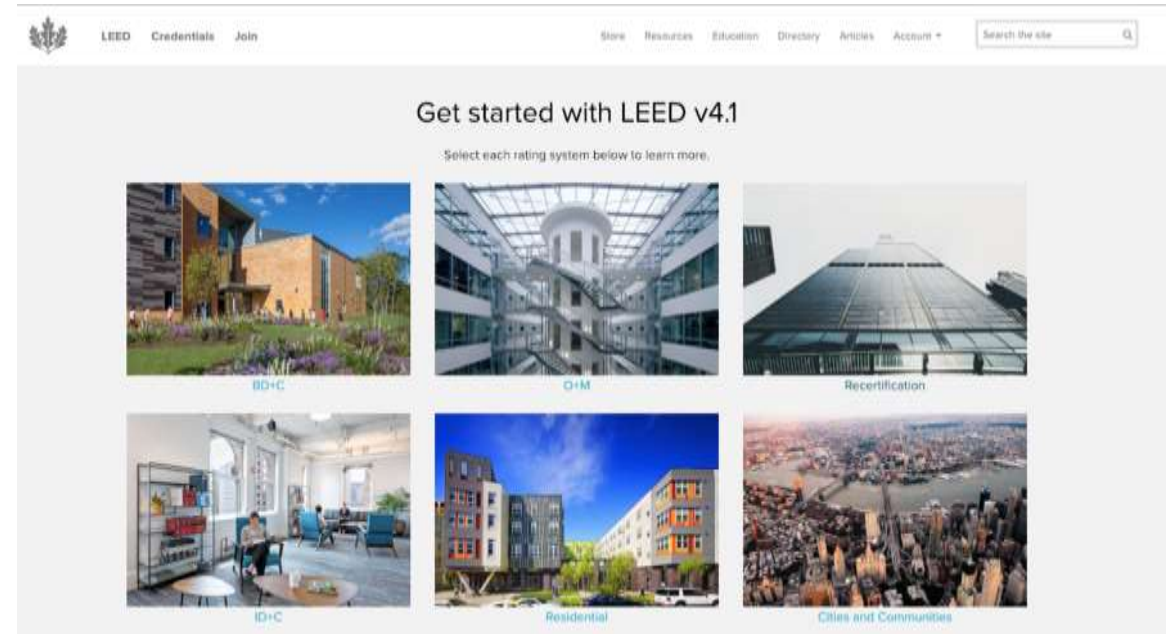 LEED Credentials Join Store Resources Education Directory Articles Account Search the site
Get started with LEED v4.1
Select each rating system below to learn more.
BD+C O+M Recertification
ID+C Residential Cities and Communities